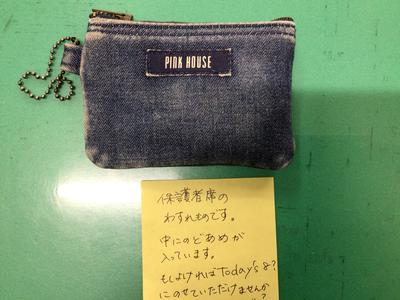 PINK HOUSE
保護者席の
わすれものです。
中にのどあめが
入っています。
もしよければToday's 8?
にのせていただけませんか